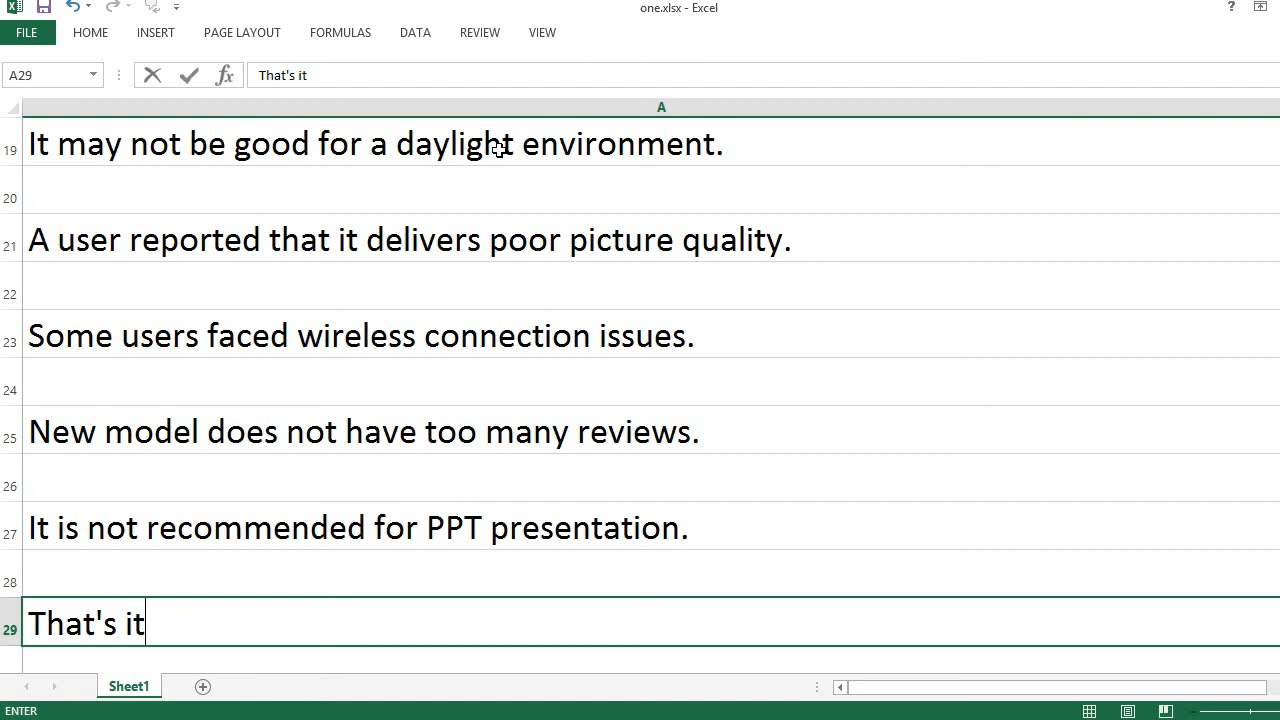 one.xlsx - Excel
?
FILE HOME INSERT PAGE LAYOUT FORMULAS DATA REVIEW VIEW
A29 fx That's it
A
19 It may not be good for a daylight environment.
20
21 A user reported that it delivers poor picture quality.
22
23 Some users faced wireless connection issues.
24
25 New model does not have too many reviews.
26
27 It is not recommended for PPT presentation.
28
29 That's it
Sheet1
ENTER